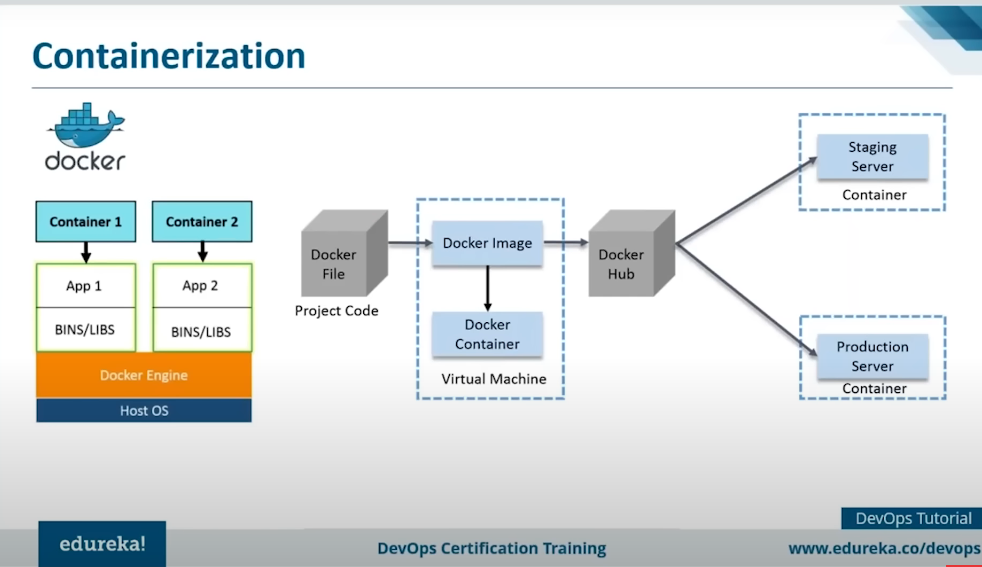 Containerization
docker
Container 1
Container 2
App 1
App 2
BINS/LIBS
BINS/LIBS
Docker Engine
Host OS
Docker
File
Project Code
Docker Image
Docker
Container
Virtual Machine
Docker
Hub
Staging
Server
Container
Production
Server
Container
DevOps Tutorial
edureka!
DevOps Certification Training
www.edureka.co/devops